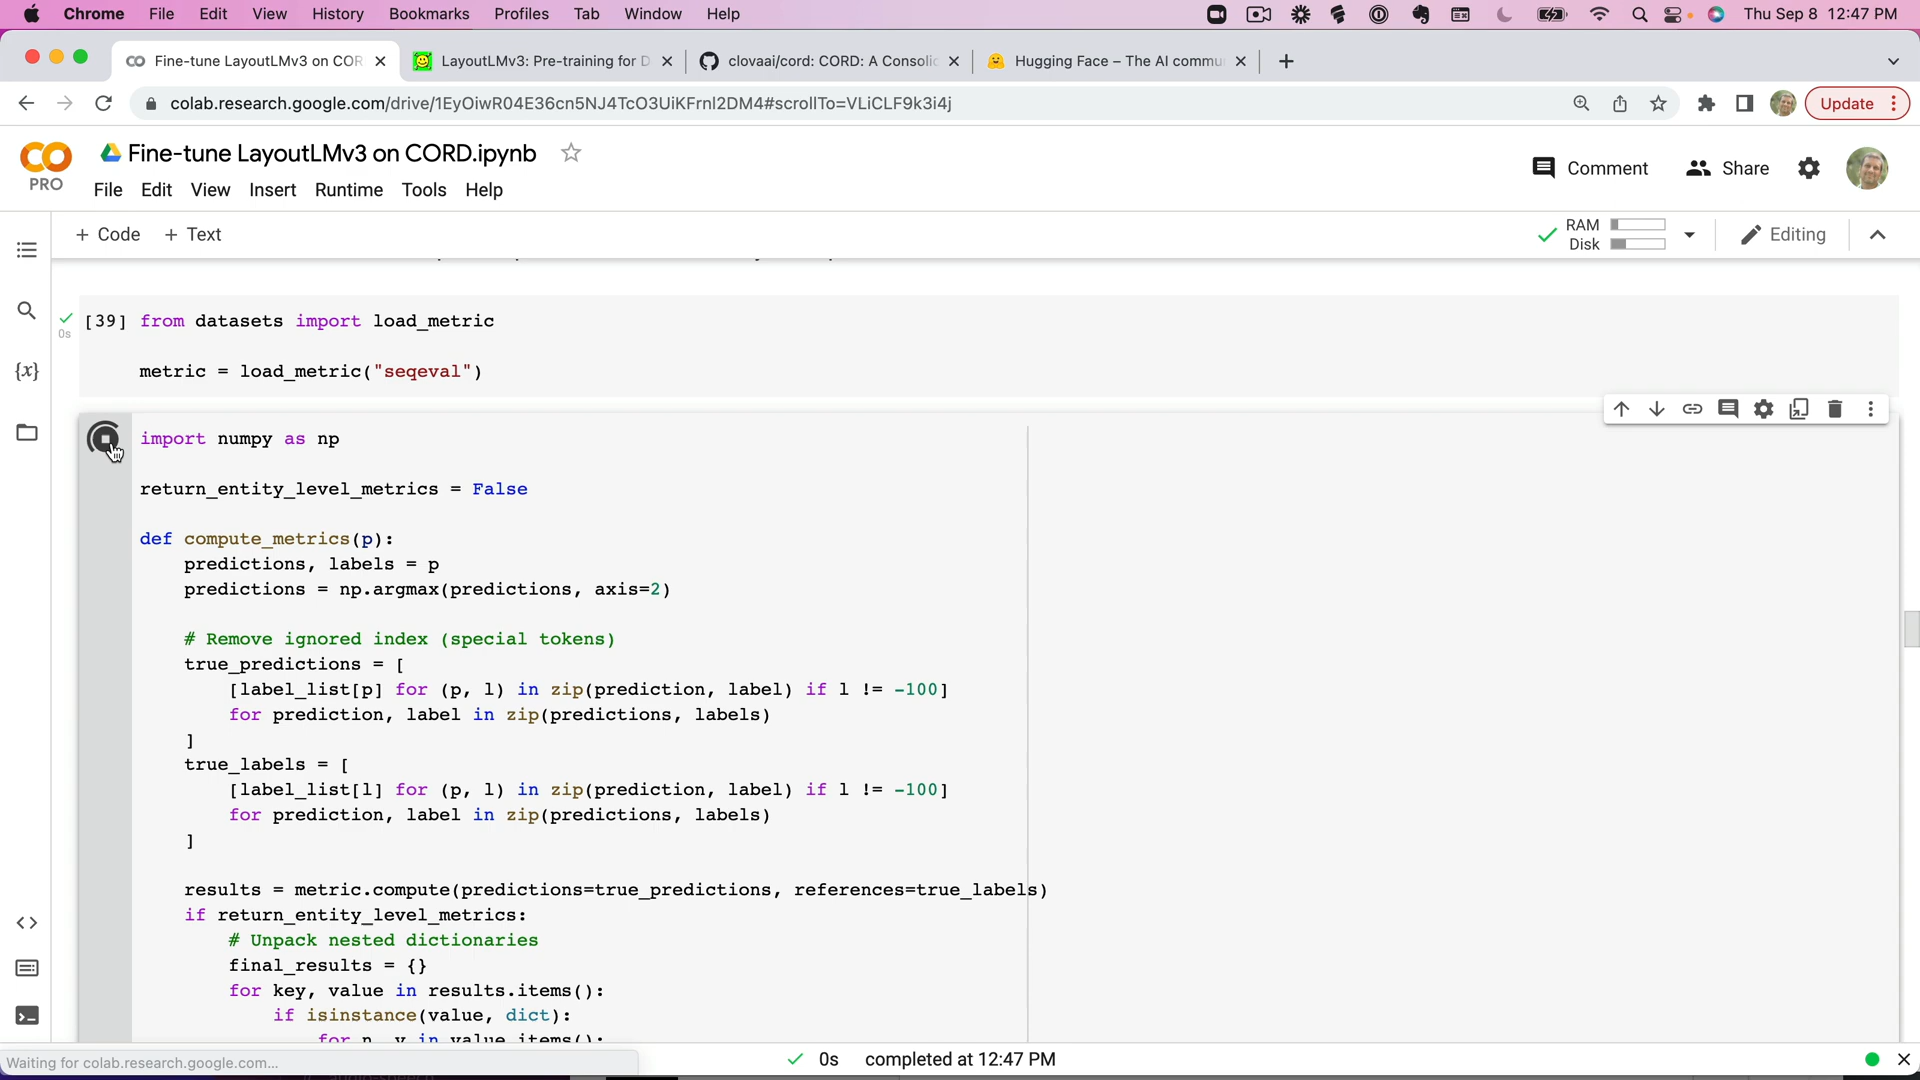 Chrome File Edit View History Bookmarks Profiles Tab Window Help Thu Sep 8 12:47 PM
Fine-tune LayoutLMv3 on COR LayoutLMv3: Pre-training for D clovaai/cord: CORD: A Consolic Hugging Face – The AI commu
colab.research.google.com/drive/1EyOiwR04E36cn5NJ4TcO3UiKFrnl2DM4#scrollTo=VLiCLF9k3i4j Update
Fine-tune LayoutLMv3 on CORD.ipynb
PRO
File Edit View Insert Runtime Tools Help
Comment Share
+ Code + Text
RAM
Disk
Editing
[39] from datasets import load_metric
0s
metric = load_metric("seqeval")
{x}
import numpy as np
return_entity_level_metrics = False
def compute_metrics(p):
predictions, labels = p
predictions = np.argmax(predictions, axis=2)
# Remove ignored index (special tokens)
true_predictions = [
[label_list[p] for (p, l) in zip(prediction, label) if l != -100]
for prediction, label in zip(predictions, labels)
]
true_labels = [
[label_list[l] for (p, l) in zip(prediction, label) if l != -100]
for prediction, label in zip(predictions, labels)
]
results = metric.compute(predictions=true_predictions, references=true_labels)
if return_entity_level_metrics:
# Unpack nested dictionaries
final_results = {}
for key, value in results.items():
if isinstance(value, dict):
for n, v in value.items():
Waiting for colab.research.google.com...
0s completed at 12:47 PM